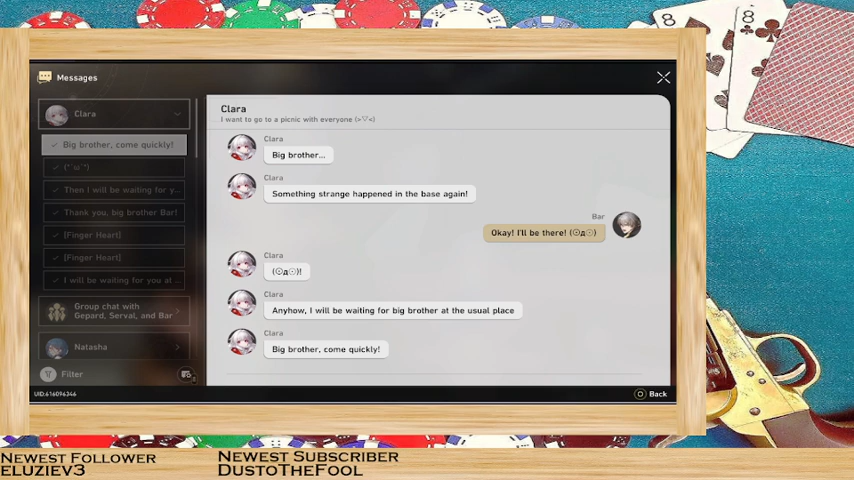 8
8
Messages
Clara
Big brother, come quickly!
(*´ω`*)
Then I will be waiting for y...
Thank you, big brother Bar!
[Finger Heart]
[Finger Heart]
I will be waiting for you at ...
Group chat with
Gepard, Serval, and Bar
Natasha
Filter
Clara
I want to go to a picnic with everyone (>▽<)
Clara
Big brother...
Clara
Something strange happened in the base again!
Bar
Okay! I'll be there! (⊙д⊙)
Clara
(⊙д⊙)!
Clara
Anyhow, I will be waiting for big brother at the usual place
Clara
Big brother, come quickly!
UID:616096346
Back
Newest Follower
eluziev3
Newest Subscriber
DustoTheFool